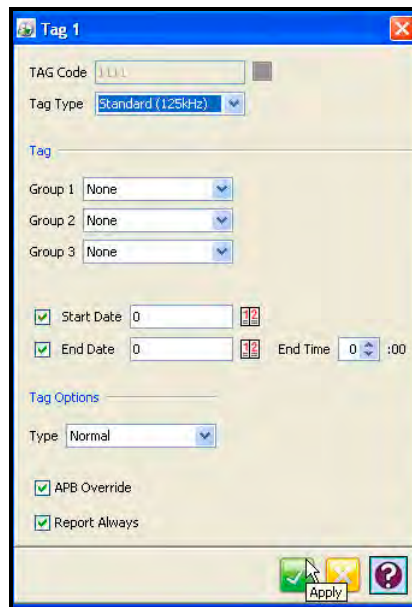 Tag 1
TAG Code 1111
Tag Type Standard (125kHz)
Tag
Group 1 None
Group 2 None
Group 3 None
Start Date 0 12
End Date 0 12 End Time 0 :00
Tag Options
Type Normal
APB Override
Report Always
?
Apply